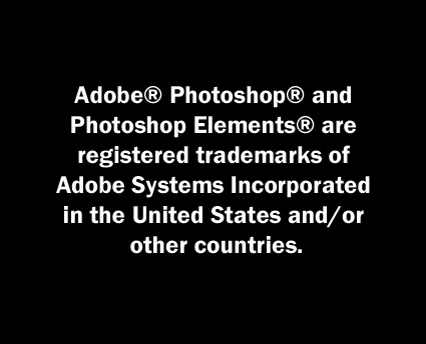 Adobe® Photoshop® and
Photoshop Elements® are
registered trademarks of
Adobe Systems Incorporated
in the United States and/or
other countries.